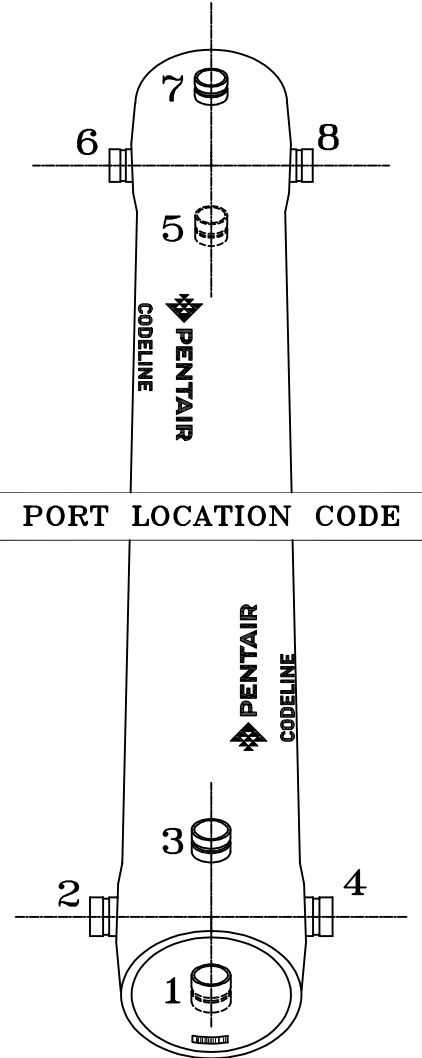 7
6
8
5
CODELINE
PENTAIR
PORT LOCATION CODE
PENTAIR
CODELINE
3
2
4
1